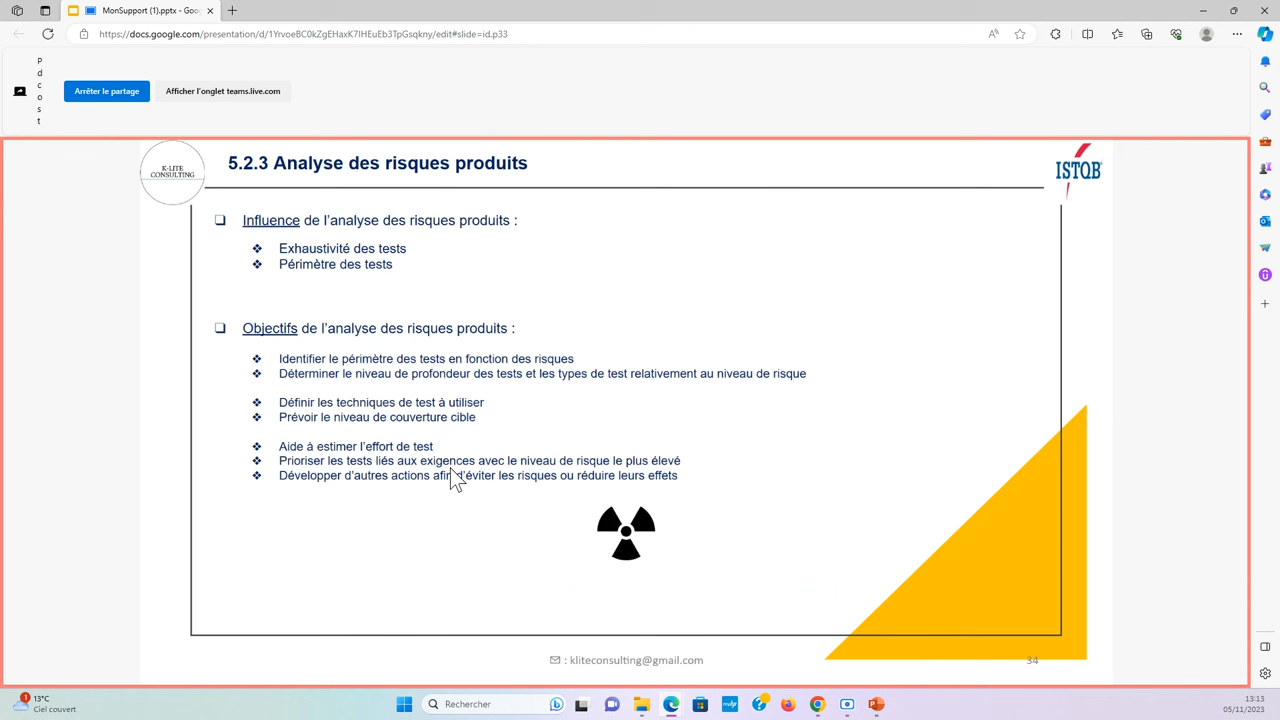 MonSupport (1).pptx - Goo
https://docs.google.com/presentation/d/1YrvoeBC0kZgEHaxK7IHEuEb3TpGsqkny/edit#slide=id.p33
P
d
c
o
s
t
Arrêter le partage
Afficher l'onglet teams.live.com
K-LITE
CONSULTING
5.2.3 Analyse des risques produits
ISTQB®
Influence de l'analyse des risques produits :
Exhaustivité des tests
Périmètre des tests
Objectifs de l'analyse des risques produits :
Identifier le périmètre des tests en fonction des risques
Déterminer le niveau de profondeur des tests et les types de test relativement au niveau de risque
Définir les techniques de test à utiliser
Prévoir le niveau de couverture cible
Aide à estimer l'effort de test
Prioriser les tests liés aux exigences avec le niveau de risque le plus élevé
Développer d'autres actions afin d'éviter les risques ou réduire leurs effets
: kliteconsulting@gmail.com
34
1
13°C
Ciel couvert
Rechercher
13:13
05/11/2023